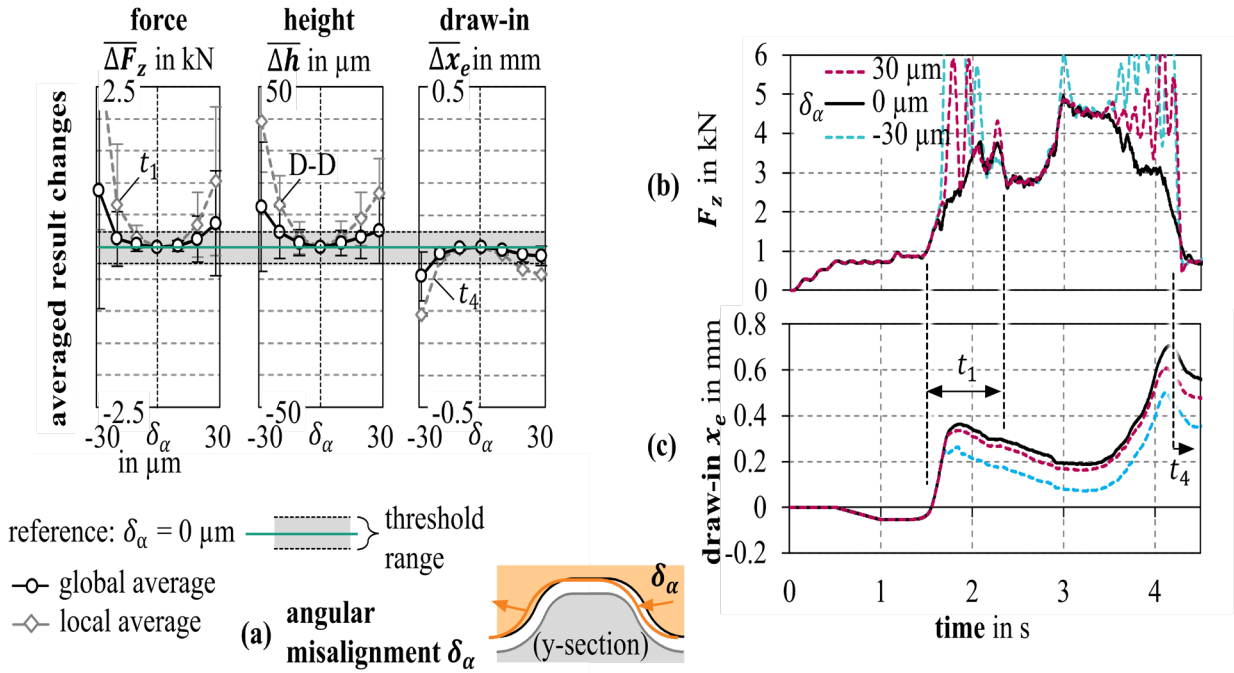 force height draw-in
ΔF_z in kN Δh in µm Δx_e in mm
averaged result changes
2.5 50 0.5
t₁ D-D t₄
-2.5 -50 -0.5
-30 δ_α 30 -30 δ_α 30 -30 δ_α 30
in µm
reference: δ_α = 0 µm
threshold
range
global average
local average
(a) angular
misalignment δ_α
δ_α
(y-section)
(b)
F_z in kN
6
5
4
3
2
1
0
30 µm
δ_α 0 µm
-30 µm
(c)
draw-in x_e in mm
0.8
0.6
0.4
0.2
0
-0.2
t₁
t₄
0 1 2 3 4
time in s